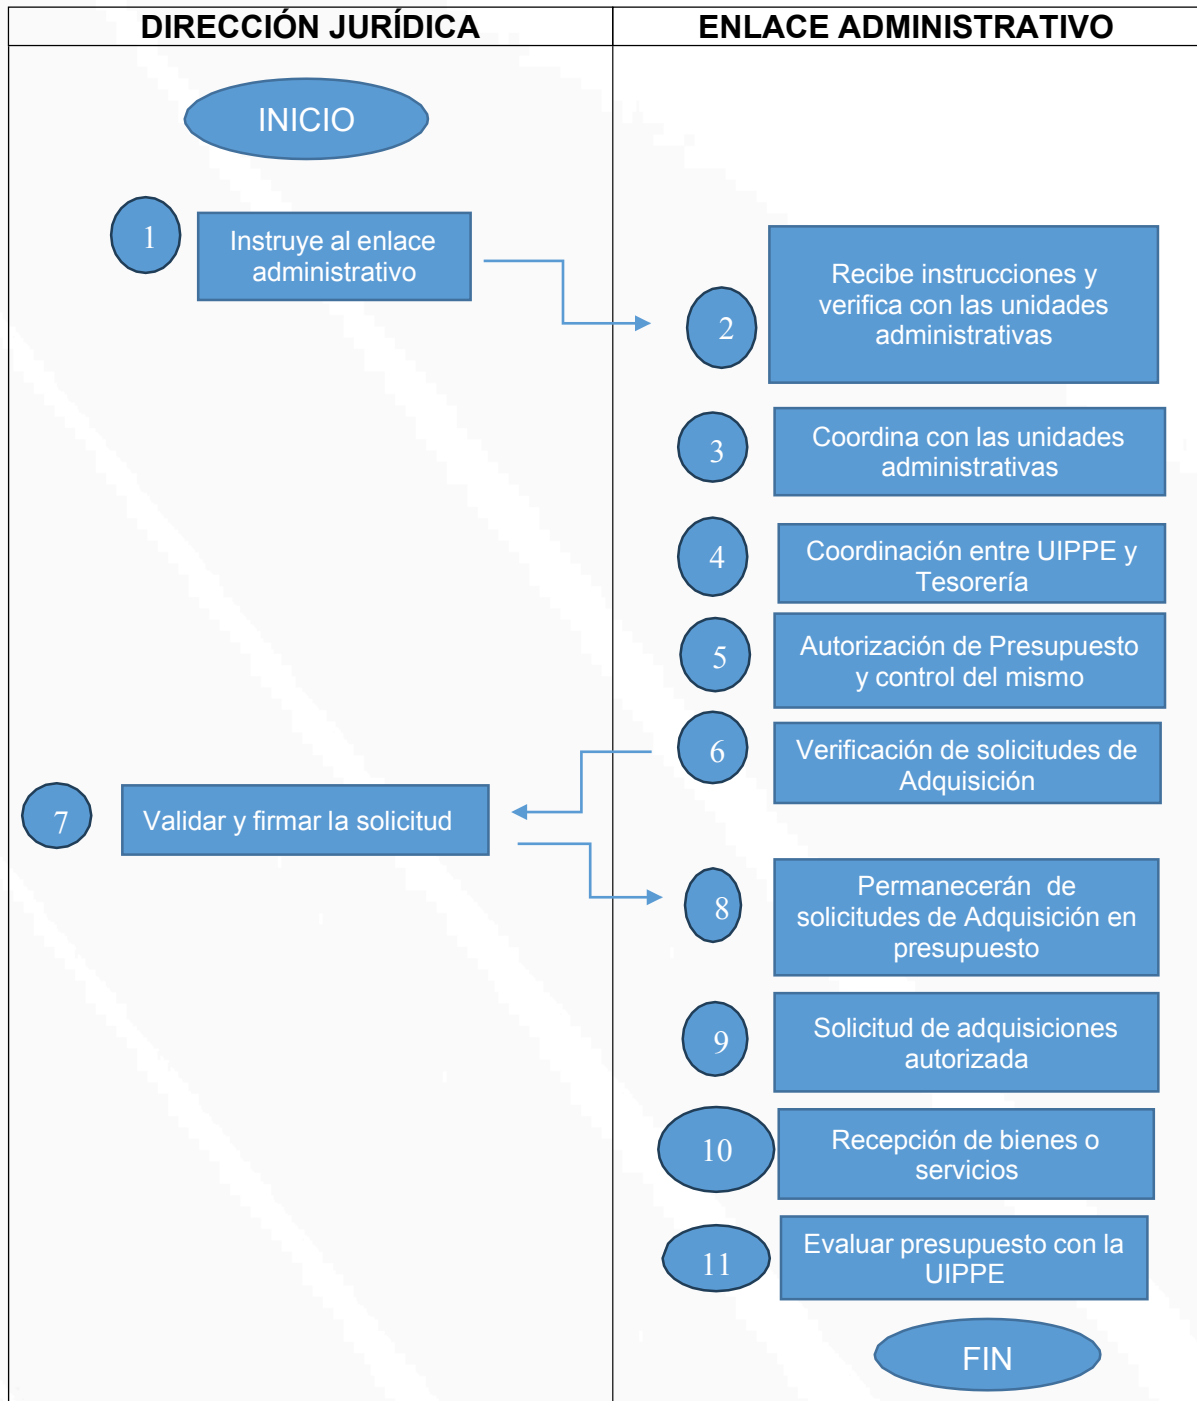 DIRECCIÓN JURÍDICA
ENLACE ADMINISTRATIVO
INICIO
1
Instruye al enlace
administrativo
2
Recibe instrucciones y
verifica con las unidades
administrativas
3
Coordina con las unidades
administrativas
4
Coordinación entre UIPPE y
Tesorería
5
Autorización de Presupuesto
y control del mismo
6
Verificación de solicitudes de
Adquisición
7
Validar y firmar la solicitud
8
Permanecerán de
solicitudes de Adquisición en
presupuesto
9
Solicitud de adquisiciones
autorizada
10
Recepción de bienes o
servicios
11
Evaluar presupuesto con la
UIPPE
FIN